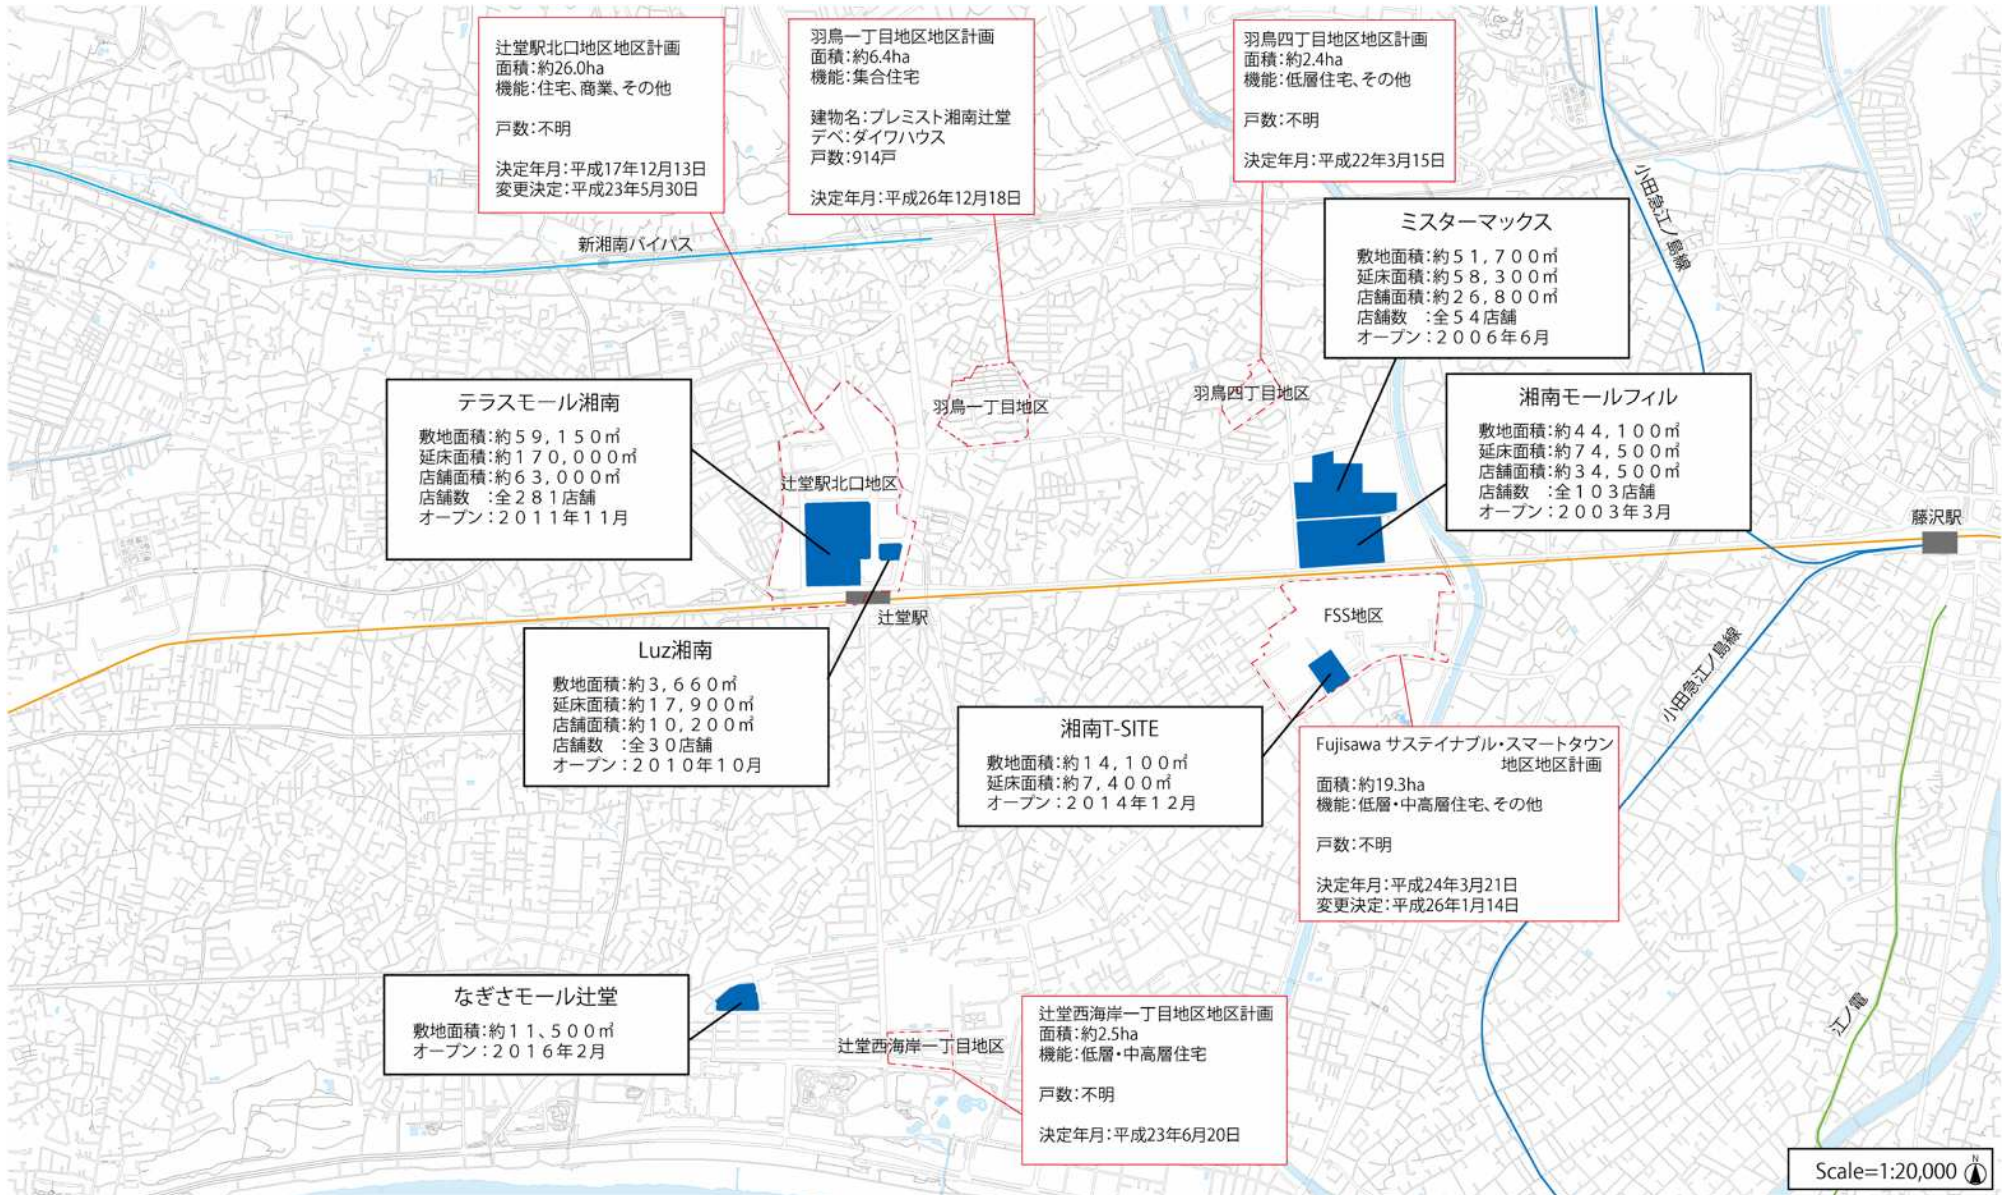 辻堂駅北口地区地区計画
面積:約26.0ha
機能:住宅、商業、その他
戸数:不明
決定年月:平成17年12月13日
変更決定:平成23年5月30日
羽鳥一丁目地区地区計画
面積:約6.4ha
機能:集合住宅
建物名:プレミスト湘南辻堂
デベ:ダイワハウス
戸数:914戸
決定年月:平成26年12月18日
羽鳥四丁目地区地区計画
面積:約2.4ha
機能:低層住宅、その他
戸数:不明
決定年月:平成22年3月15日
小田急江ノ島線
新湘南バイパス
ミスターマックス
敷地面積:約51,700㎡
延床面積:約58,300㎡
店舗面積:約26,800㎡
店舗数 :全54店舗
オープン:2006年6月
テラスモール湘南
敷地面積:約59,150㎡
延床面積:約170,000㎡
店舗面積:約63,000㎡
店舗数 :全281店舗
オープン:2011年11月
羽鳥一丁目地区
羽鳥四丁目地区
湘南モールフィル
敷地面積:約44,100㎡
延床面積:約74,500㎡
店舗面積:約34,500㎡
店舗数 :全103店舗
オープン:2003年3月
辻堂駅北口地区
藤沢駅
辻堂駅
FSS地区
Luz湘南
敷地面積:約3,660㎡
延床面積:約17,900㎡
店舗面積:約10,200㎡
店舗数 :全30店舗
オープン:2010年10月
小田急江ノ島線
湘南T-SITE
敷地面積:約14,100㎡
延床面積:約7,400㎡
オープン:2014年12月
Fujisawa サステイナブル・スマートタウン
地区地区計画
面積:約19.3ha
機能:低層・中高層住宅、その他
戸数:不明
決定年月:平成24年3月21日
変更決定:平成26年1月14日
なぎさモール辻堂
敷地面積:約11、500㎡
オープン:2016年2月
辻堂西海岸一丁目地区
辻堂西海岸一丁目地区地区計画
面積:約2.5ha
機能:低層・中高層住宅
戸数:不明
決定年月:平成23年6月20日
江ノ電
Scale=1:20,000
N